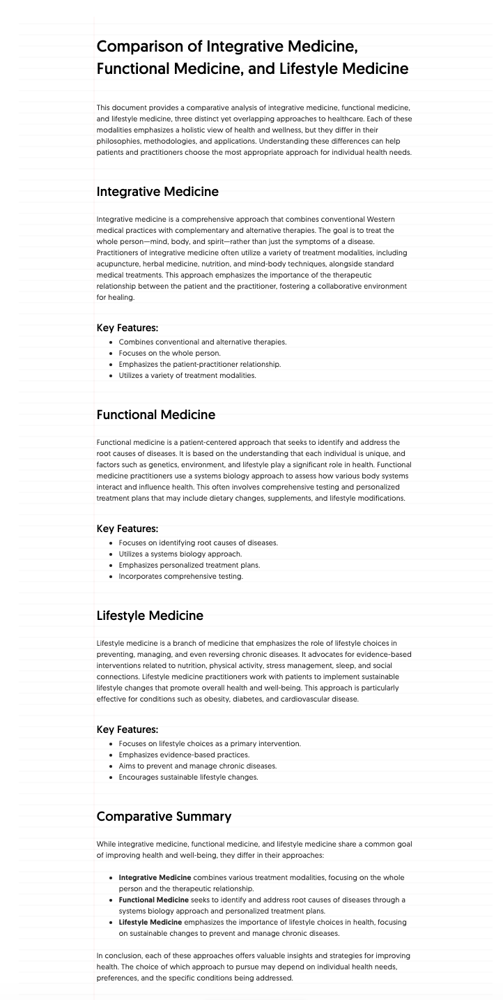 Comparison of Integrative Medicine,
Functional Medicine, and Lifestyle Medicine
This document provides a comparative analysis of integrative medicine, functional medicine,
and lifestyle medicine, three distinct yet overlapping approaches to healthcare. Each of these
modalities emphasizes a holistic view of health and wellness, but they differ in their
philosophies, methodologies, and applications. Understanding these differences can help
patients and practitioners choose the most appropriate approach for individual health needs.
Integrative Medicine
Integrative medicine is a comprehensive approach that combines conventional Western
medical practices with complementary and alternative therapies. The goal is to treat the
whole person—mind, body, and spirit—rather than just the symptoms of a disease.
Practitioners of integrative medicine often utilize a variety of treatment modalities, including
acupuncture, herbal medicine, nutrition, and mind-body techniques, alongside standard
medical treatments. This approach emphasizes the importance of the therapeutic
relationship between the patient and the practitioner, fostering a collaborative environment
for healing.
Key Features:
• Combines conventional and alternative therapies.
• Focuses on the whole person.
• Emphasizes the patient-practitioner relationship.
• Utilizes a variety of treatment modalities.
Functional Medicine
Functional medicine is a patient-centered approach that seeks to identify and address the
root causes of diseases. It is based on the understanding that each individual is unique, and
factors such as genetics, environment, and lifestyle play a significant role in health. Functional
medicine practitioners use a systems biology approach to assess how various body systems
interact and influence health. This often involves comprehensive testing and personalized
treatment plans that may include dietary changes, supplements, and lifestyle modifications.
Key Features:
• Focuses on identifying root causes of diseases.
• Utilizes a systems biology approach.
• Emphasizes personalized treatment plans.
• Incorporates comprehensive testing.
Lifestyle Medicine
Lifestyle medicine is a branch of medicine that emphasizes the role of lifestyle choices in
preventing, managing, and even reversing chronic diseases. It advocates for evidence-based
interventions related to nutrition, physical activity, stress management, sleep, and social
connections. Lifestyle medicine practitioners work with patients to implement sustainable
lifestyle changes that promote overall health and well-being. This approach is particularly
effective for conditions such as obesity, diabetes, and cardiovascular disease.
Key Features:
• Focuses on lifestyle choices as a primary intervention.
• Emphasizes evidence-based practices.
• Aims to prevent and manage chronic diseases.
• Encourages sustainable lifestyle changes.
Comparative Summary
While integrative medicine, functional medicine, and lifestyle medicine share a common goal
of improving health and well-being, they differ in their approaches:
• Integrative Medicine combines various treatment modalities, focusing on the whole
person and the therapeutic relationship.
• Functional Medicine seeks to identify and address root causes of diseases through a
systems biology approach and personalized treatment plans.
• Lifestyle Medicine emphasizes the importance of lifestyle choices in health, focusing
on sustainable changes to prevent and manage chronic diseases.
In conclusion, each of these approaches offers valuable insights and strategies for improving
health. The choice of which approach to pursue may depend on individual health needs,
preferences, and the specific conditions being addressed.